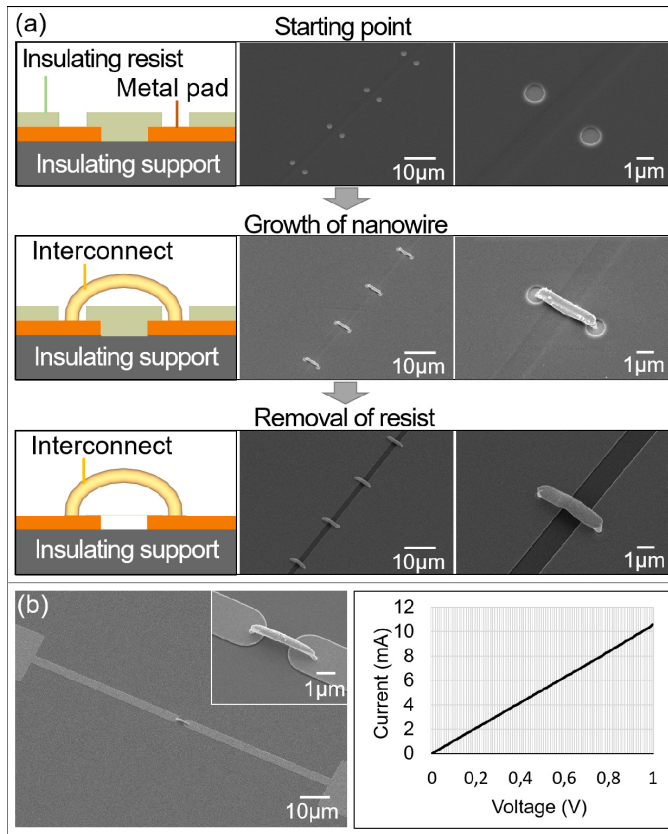 (a)
Starting point
Insulating resist
Metal pad
Insulating support
10µm
1µm
Growth of nanowire
Interconnect
Insulating support
10µm
1µm
Removal of resist
Interconnect
Insulating support
10µm
1µm
(b)
1µm
10µm
Current (mA)
12
10
8
6
4
2
0
0 0,2 0,4 0,6 0,8 1
Voltage (V)